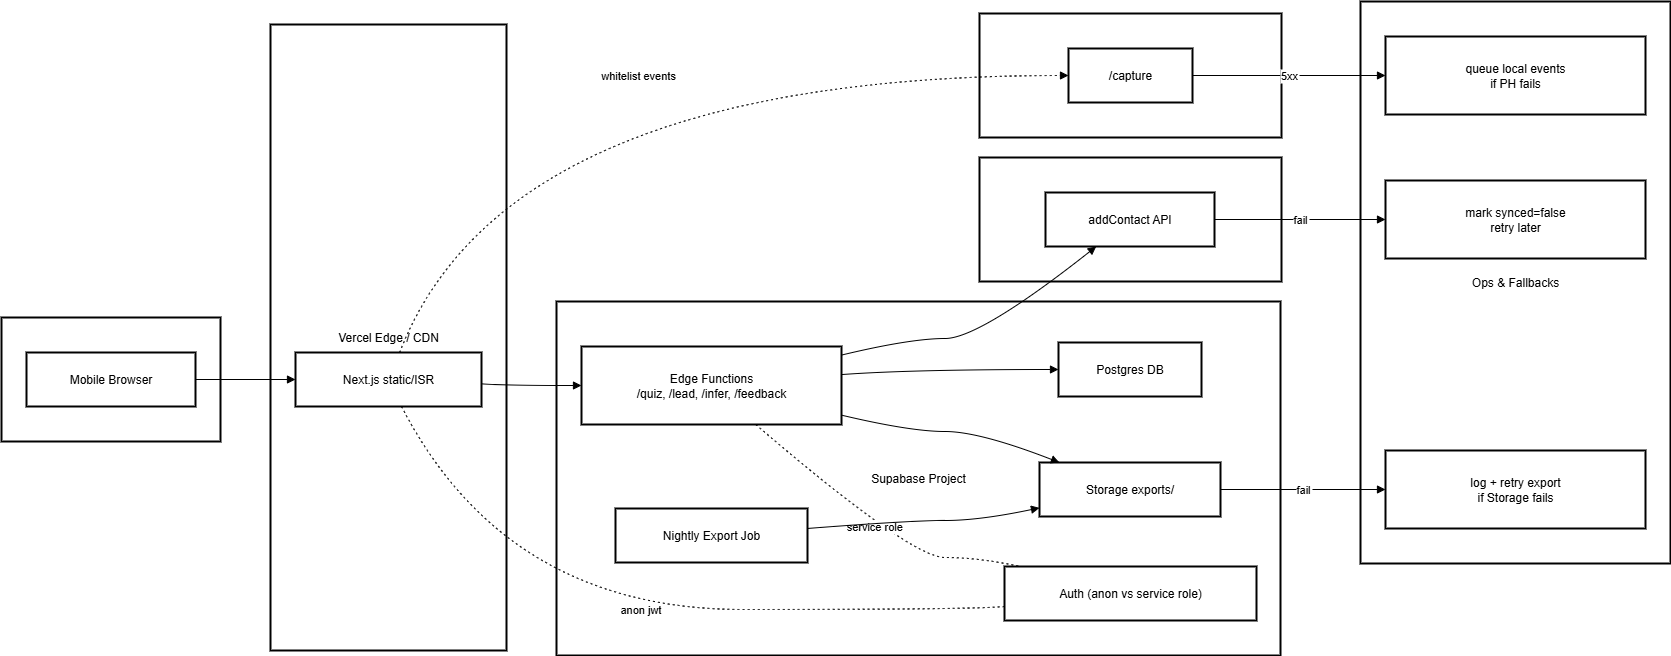 whitelist events
/capture
5xx
queue local events
if PH fails
addContact API
fail
mark synced=false
retry later
Ops & Fallbacks
Vercel Edge / CDN
Mobile Browser
Next.js static/ISR
Edge Functions
/quiz, /lead, /infer, /feedback
Postgres DB
Supabase Project
Storage exports/
fail
log + retry export
if Storage fails
Nightly Export Job
service role
Auth (anon vs service role)
anon jwt